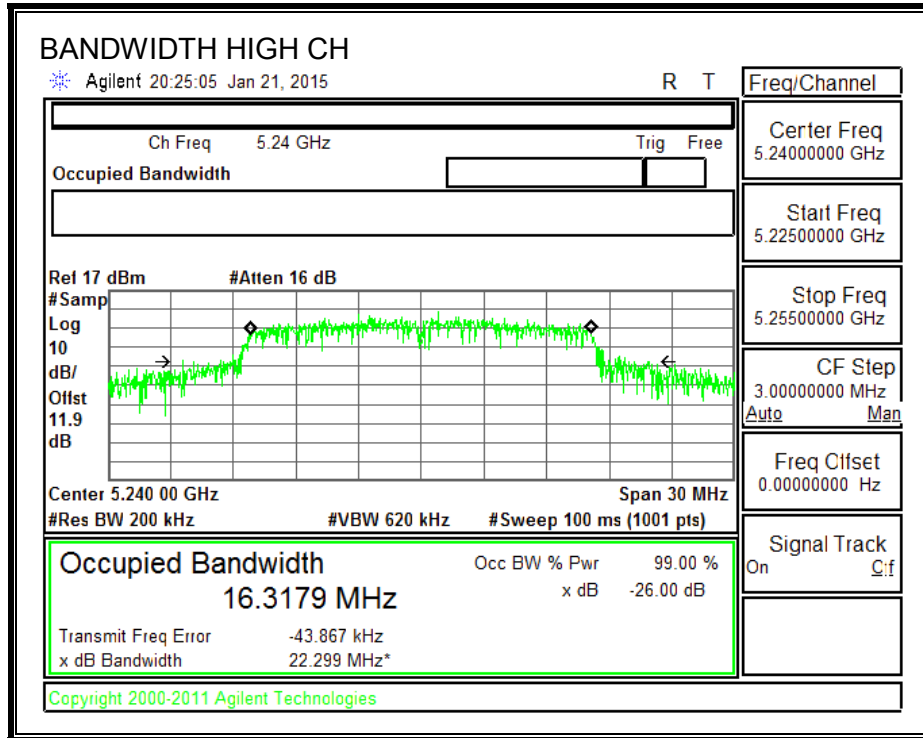 BANDWIDTH HIGH CH
Agilent 20:25:05 Jan 21, 2015 R T
Freq/Channel
Ch Freq 5.24 GHz Trig Free
Occupied Bandwidth
Center Freq
5.24000000 GHz
Start Freq
5.22500000 GHz
Stop Freq
5.25500000 GHz
CF Step
3.00000000 MHz
Auto Man
Freq Offset
0.00000000 Hz
Signal Track
On Off
Ref 17 dBm #Atten 16 dB
#Samp
Log
10
dB/
Offst
11.9
dB
Center 5.240 00 GHz Span 30 MHz
#Res BW 200 kHz #VBW 620 kHz #Sweep 100 ms (1001 pts)
Occupied Bandwidth
16.3179 MHz
Occ BW % Pwr 99.00 %
x dB -26.00 dB
Transmit Freq Error -43.867 kHz
x dB Bandwidth 22.299 MHz*
Copyright 2000-2011 Agilent Technologies